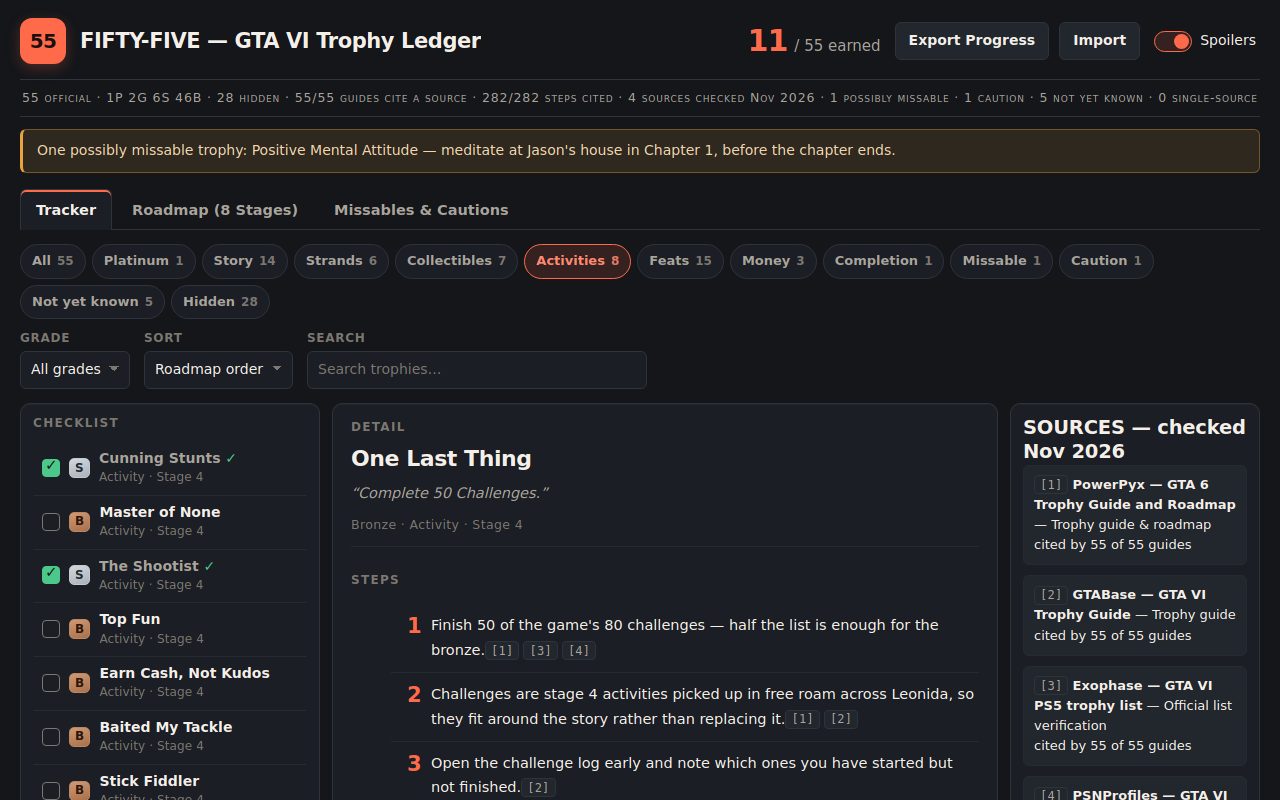 55
FIFTY-FIVE — GTA VI Trophy Ledger
11 / 55 earned
Export Progress
Import
Spoilers
55 official · 1P 2G 6S 46B · 28 hidden · 55/55 guides cite a source · 282/282 steps cited · 4 sources checked Nov 2026 · 1 possibly missable · 1 caution · 5 not yet known · 0 single-source
One possibly missable trophy: Positive Mental Attitude — meditate at Jason's house in Chapter 1, before the chapter ends.
Tracker
Roadmap (8 Stages)
Missables & Cautions
All 55
Platinum 1
Story 14
Strands 6
Collectibles 7
Activities 8
Feats 15
Money 3
Completion 1
Missable 1
Caution 1
Not yet known 5
Hidden 28
GRADE
SORT
SEARCH
All grades
Roadmap order
Search trophies…
CHECKLIST
S
Cunning Stunts ✓
Activity · Stage 4
B
Master of None
Activity · Stage 4
S
The Shootist ✓
Activity · Stage 4
B
Top Fun
Activity · Stage 4
B
Earn Cash, Not Kudos
Activity · Stage 4
B
Baited My Tackle
Activity · Stage 4
B
Stick Fiddler
Activity · Stage 4
DETAIL
One Last Thing
“Complete 50 Challenges.”
Bronze · Activity · Stage 4
STEPS
1 Finish 50 of the game's 80 challenges — half the list is enough for the
bronze. [1] [3] [4]
2 Challenges are stage 4 activities picked up in free roam across Leonida, so
they fit around the story rather than replacing it. [1] [2]
3 Open the challenge log early and note which ones you have started but
not finished. [2]
SOURCES — checked
Nov 2026
[1] PowerPyx — GTA 6
Trophy Guide and Roadmap
— Trophy guide & roadmap
cited by 55 of 55 guides
[2] GTABase — GTA VI
Trophy Guide — Trophy guide
cited by 55 of 55 guides
[3] Exophase — GTA VI
PS5 trophy list — Official list
verification
cited by 55 of 55 guides
[4] PSNProfiles — GTA VI